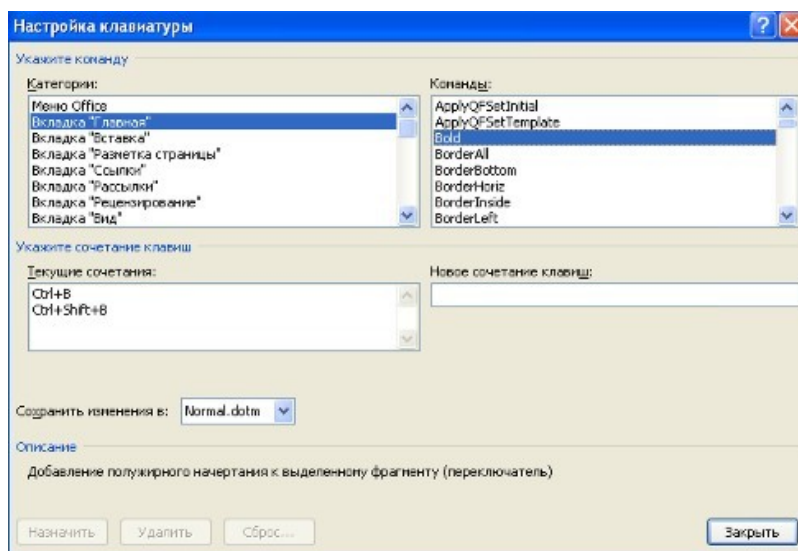 Настройка клавиатуры
Укажите команду
Категории:
Меню Office
Вкладка "Главная"
Вкладка "Вставка"
Вкладка "Разметка страницы"
Вкладка "Ссылки"
Вкладка "Рассылки"
Вкладка "Рецензирование"
Вкладка "Вид"
Команды:
ApplyQFSetInitial
ApplyQFSetTemplate
Bold
BorderAll
BorderBottom
BorderHoriz
BorderInside
BorderLeft
Укажите сочетание клавиш
Текущие сочетания:
Ctrl+B
Ctrl+Shift+B
Новое сочетание клавиш:
Сохранить изменения в: Normal.dotm
Описание
Добавление полужирного начертания к выделенному фрагменту (переключатель)
Назначить Удалить Сброс... Закрыть